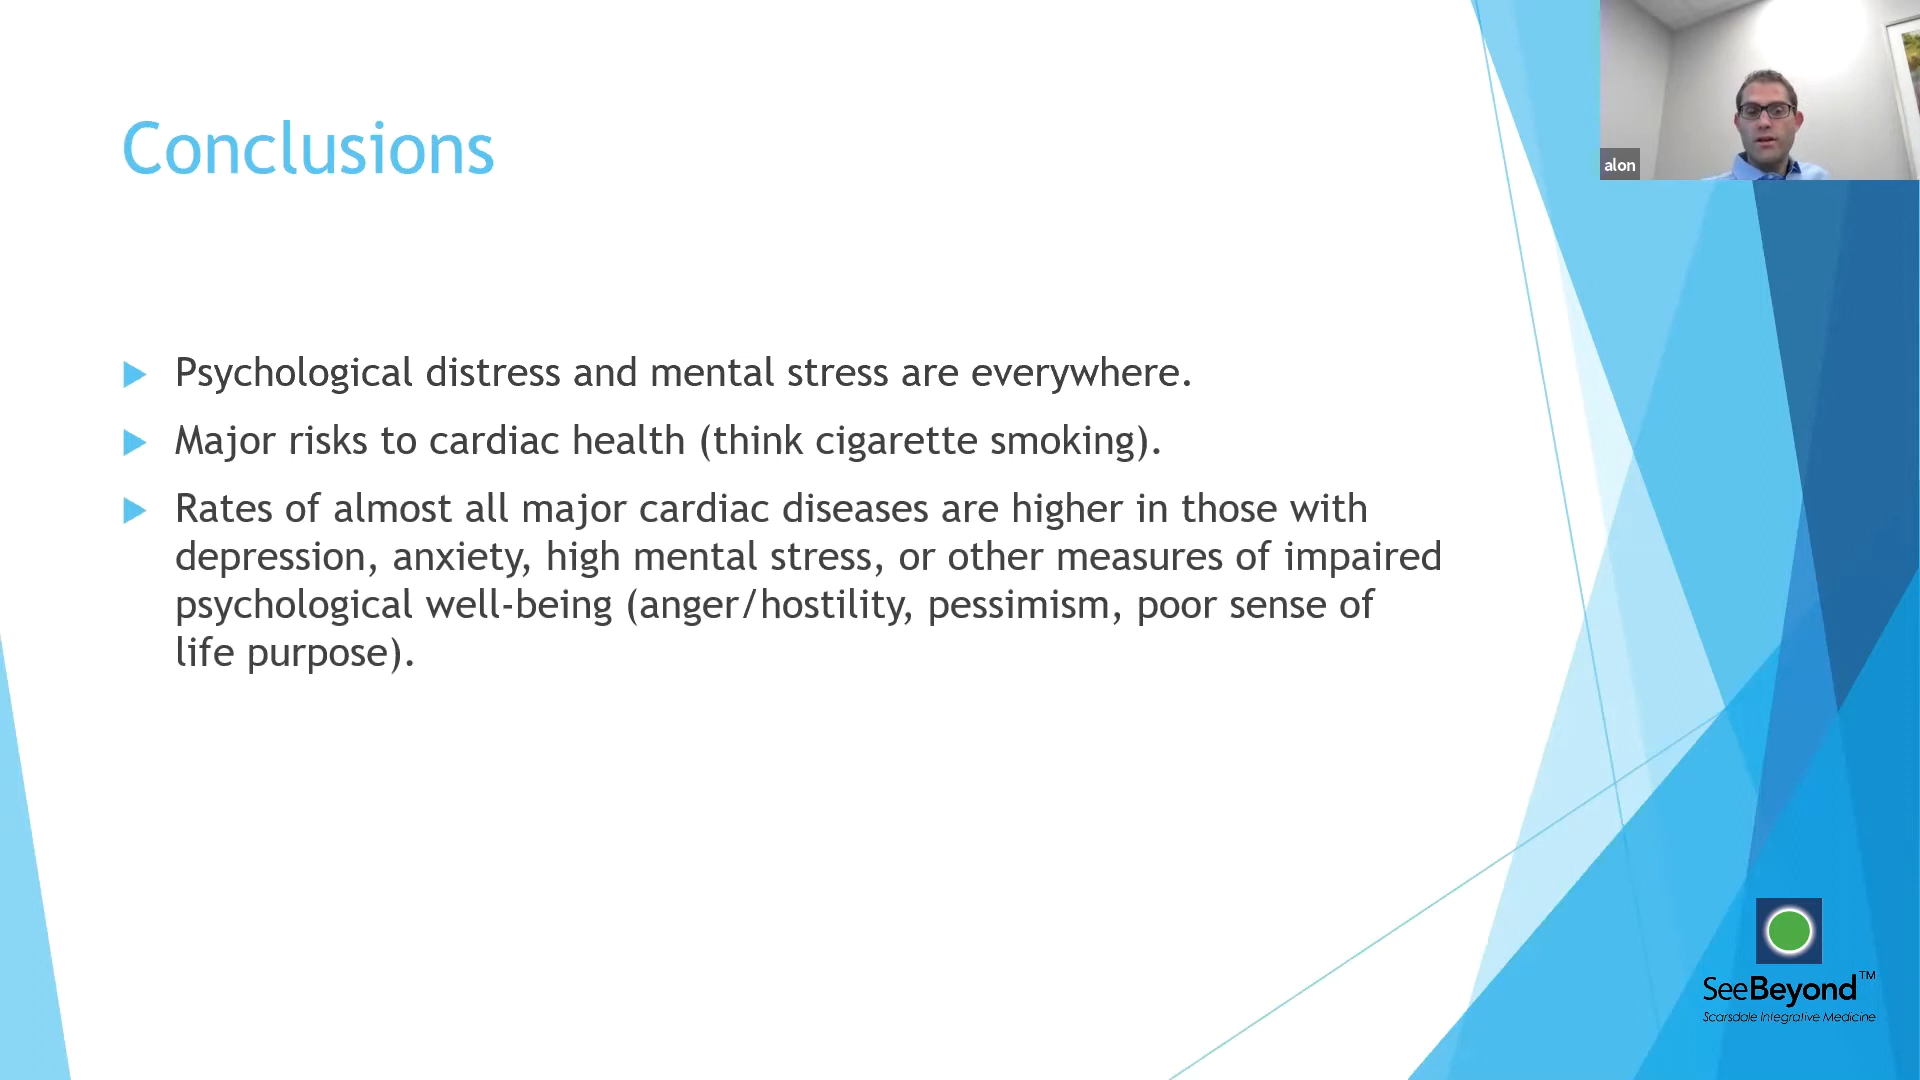 Conclusions
Psychological distress and mental stress are everywhere.
Major risks to cardiac health (think cigarette smoking).
Rates of almost all major cardiac diseases are higher in those with
depression, anxiety, high mental stress, or other measures of impaired
psychological well-being (anger/hostility, pessimism, poor sense of
life purpose).
alon
SeeBeyond™
Scarsdale Integrative Medicine